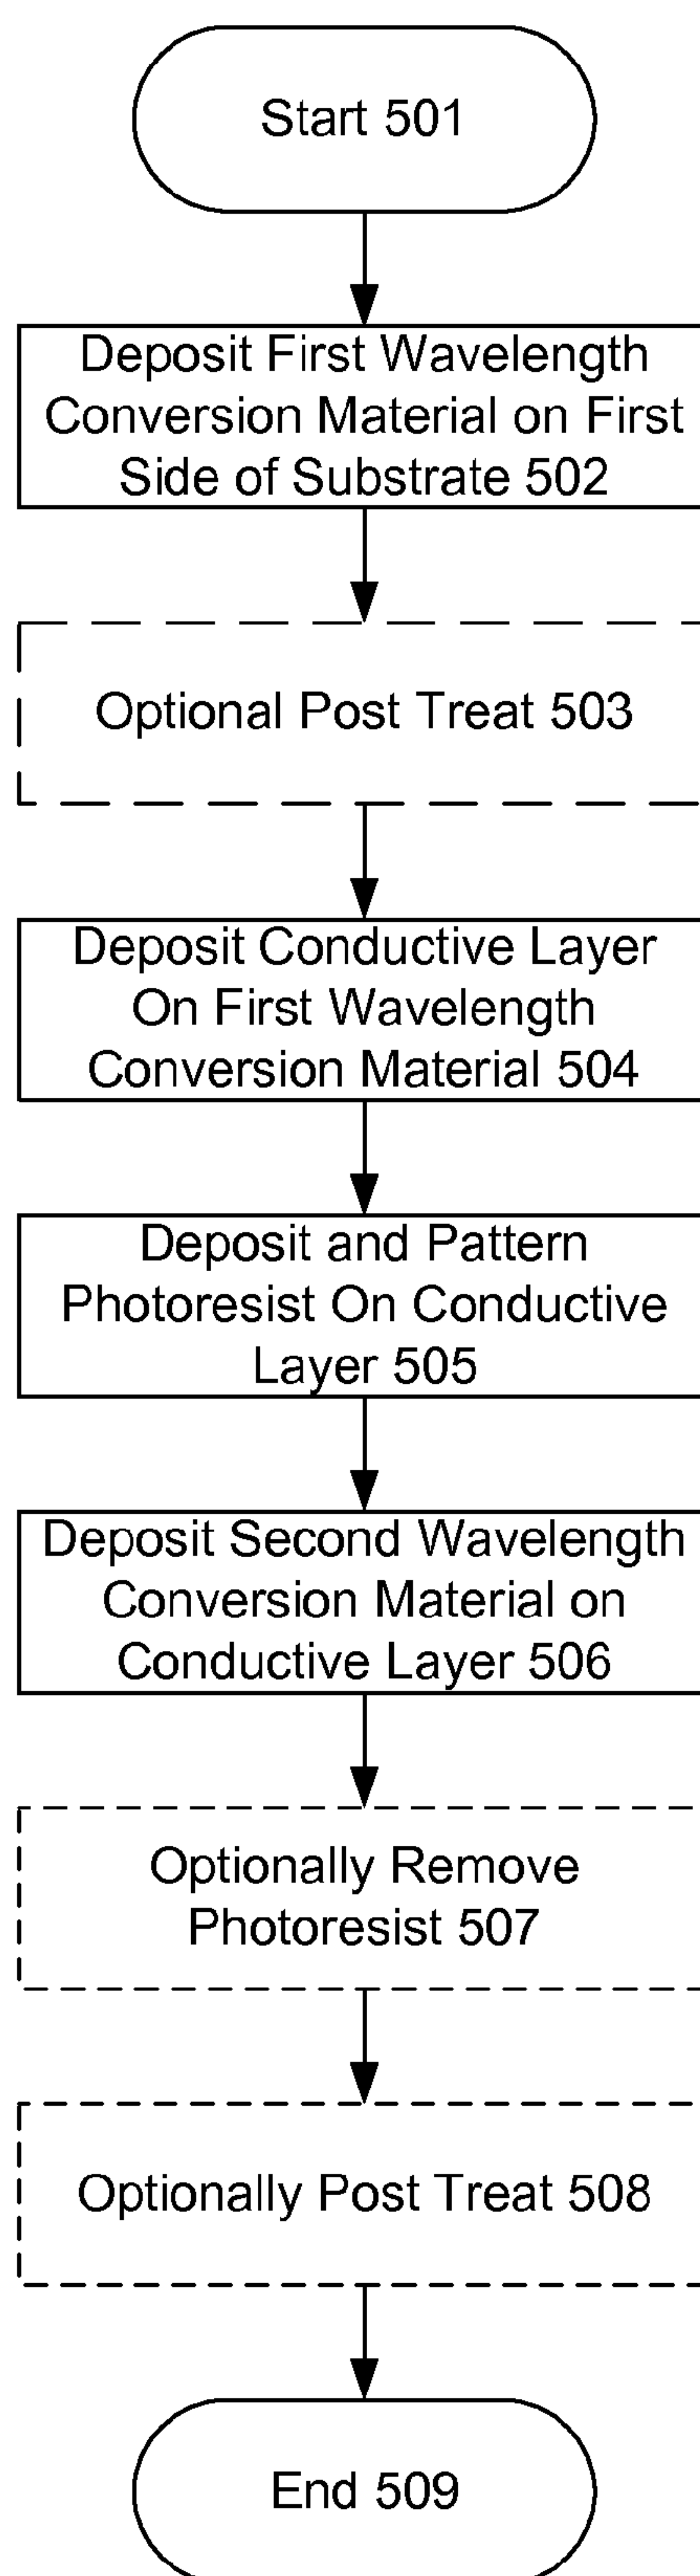 Start 501
Deposit First Wavelength
Conversion Material on First
Side of Substrate 502
Optional Post Treat 503
Deposit Conductive Layer
On First Wavelength
Conversion Material 504
Deposit and Pattern
Photoresist On Conductive
Layer 505
Deposit Second Wavelength
Conversion Material on
Conductive Layer 506
Optionally Remove
Photoresist 507
Optionally Post Treat 508
End 509